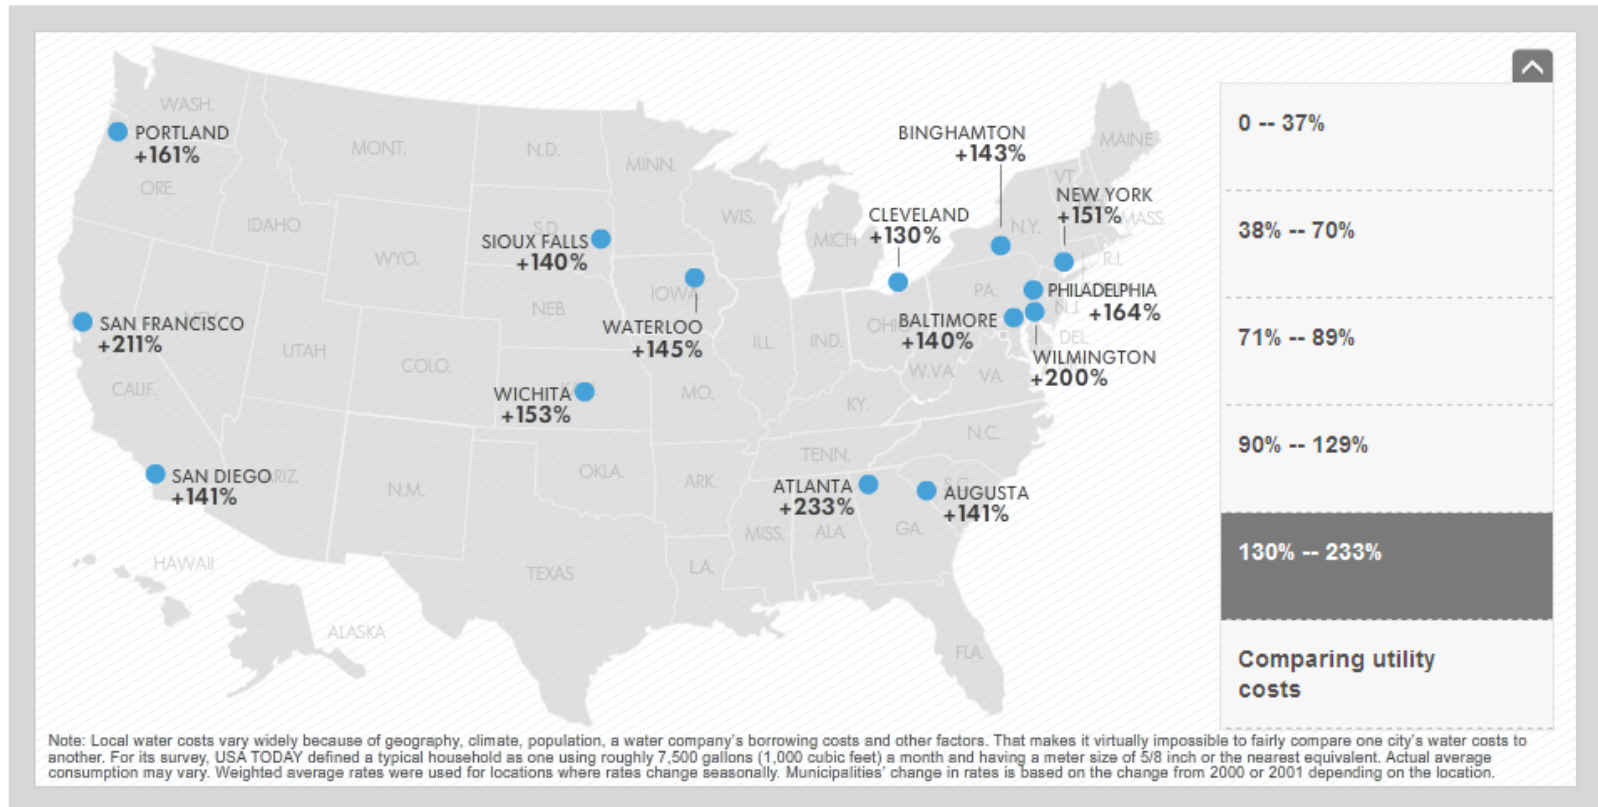 WASH.
PORTLAND
+161%
ORE.
MONT.
IDAHO
WYO.
N.D.
MINN.
S.D.
SIOUX FALLS
+140%
WIS.
MICH
BINGHAMTON
+143%
MAINE
VT.
NEW YORK
+151%
MASS.
N.Y.
CLEVELAND
+130%
R.I.
SAN FRANCISCO
+211%
NEV.
UTAH
COLO.
NEB.
IOWA
WATERLOO
+145%
ILL.
IND.
OHIO
PA.
PHILADELPHIA
+164%
N.J.
BALTIMORE
+140%
DEL
WILMINGTON
+200%
W.VA
VA.
CALIF.
WICHITA
+153%
MO.
KY.
N.C.
TENN.
SAN DIEGO
+141%
ARIZ.
N.M.
OKLA.
ARK.
ATLANTA
+233%
S.C.
AUGUSTA
+141%
MISS.
ALA.
GA.
HAWAII
TEXAS
LA.
ALASKA
FLA.
0 -- 37%
38% -- 70%
71% -- 89%
90% -- 129%
130% -- 233%
Comparing utility
costs
Note: Local water costs vary widely because of geography, climate, population, a water company's borrowing costs and other factors. That makes it virtually impossible to fairly compare one city's water costs to
another. For its survey, USA TODAY defined a typical household as one using roughly 7,500 gallons (1,000 cubic feet) a month and having a meter size of 5/8 inch or the nearest equivalent. Actual average
consumption may vary. Weighted average rates were used for locations where rates change seasonally. Municipalities' change in rates is based on the change from 2000 or 2001 depending on the location.